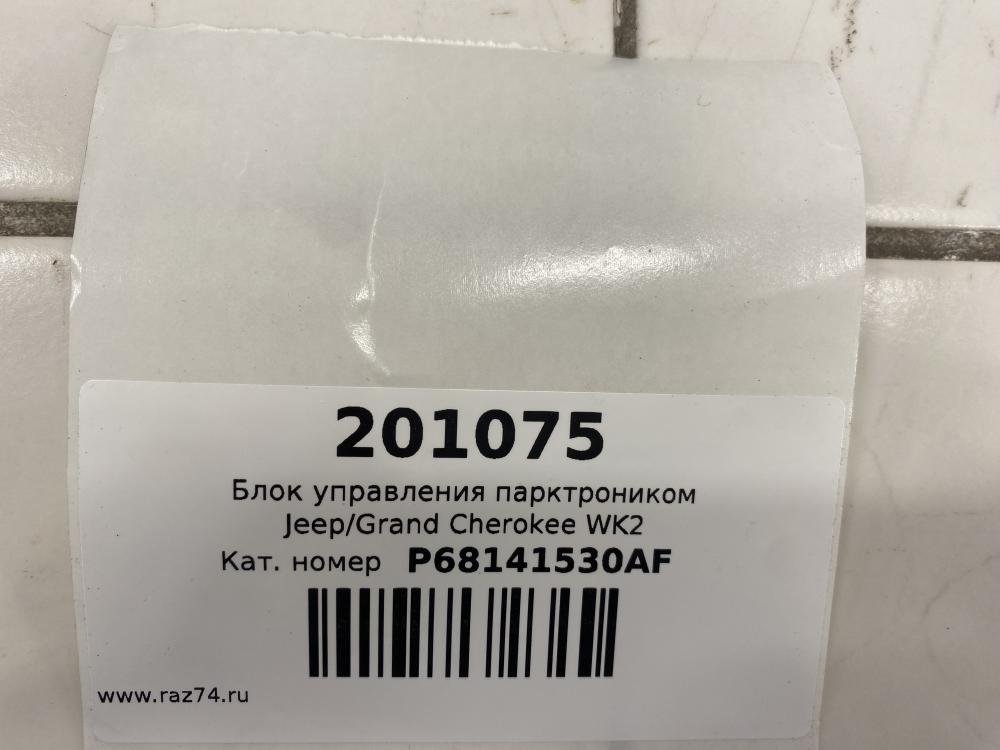 201075
Блок управления парктроником
Jeep/Grand Cherokee WK2
Кат. номер P68141530AF
www.raz74.ru